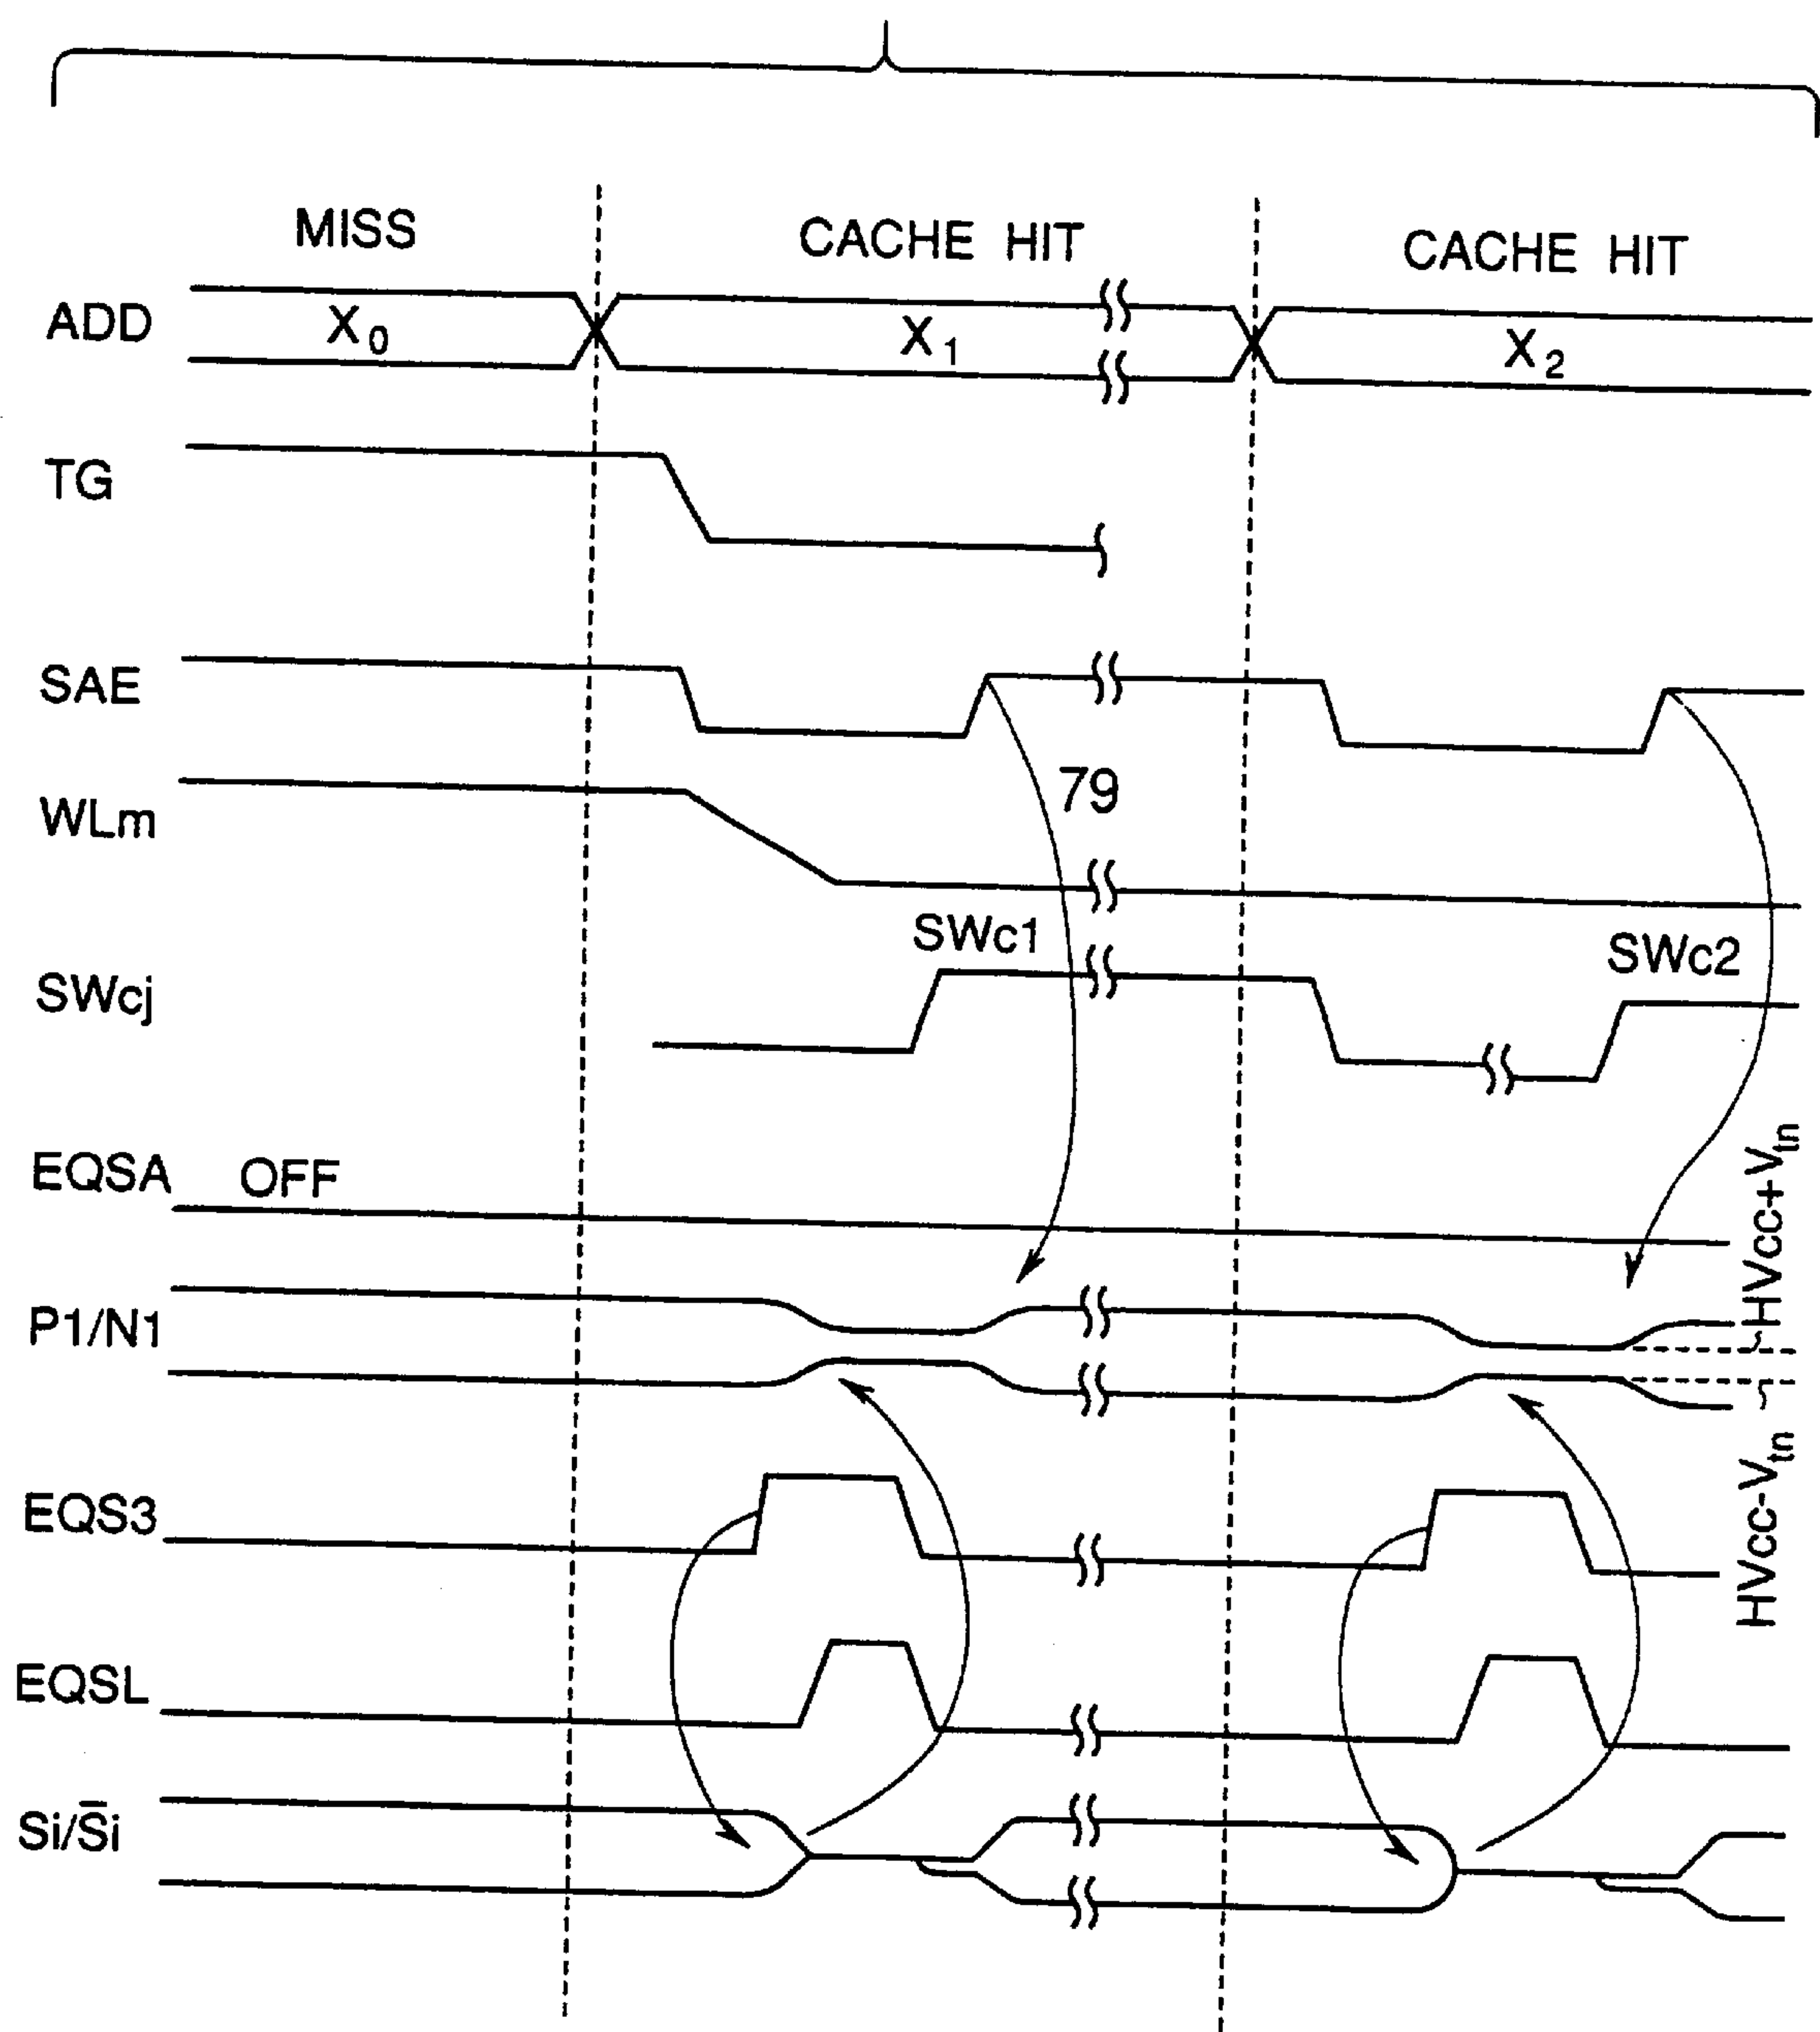 MISS CACHE HIT CACHE HIT
ADD X0 X1 X2
TG
SAE
79
WLm
SWc1 SWc2
SWcj
EQSA OFF
HVcc+Vtn
P1/N1
HVcc-Vtn
EQS3
EQSL
Si/S̅i